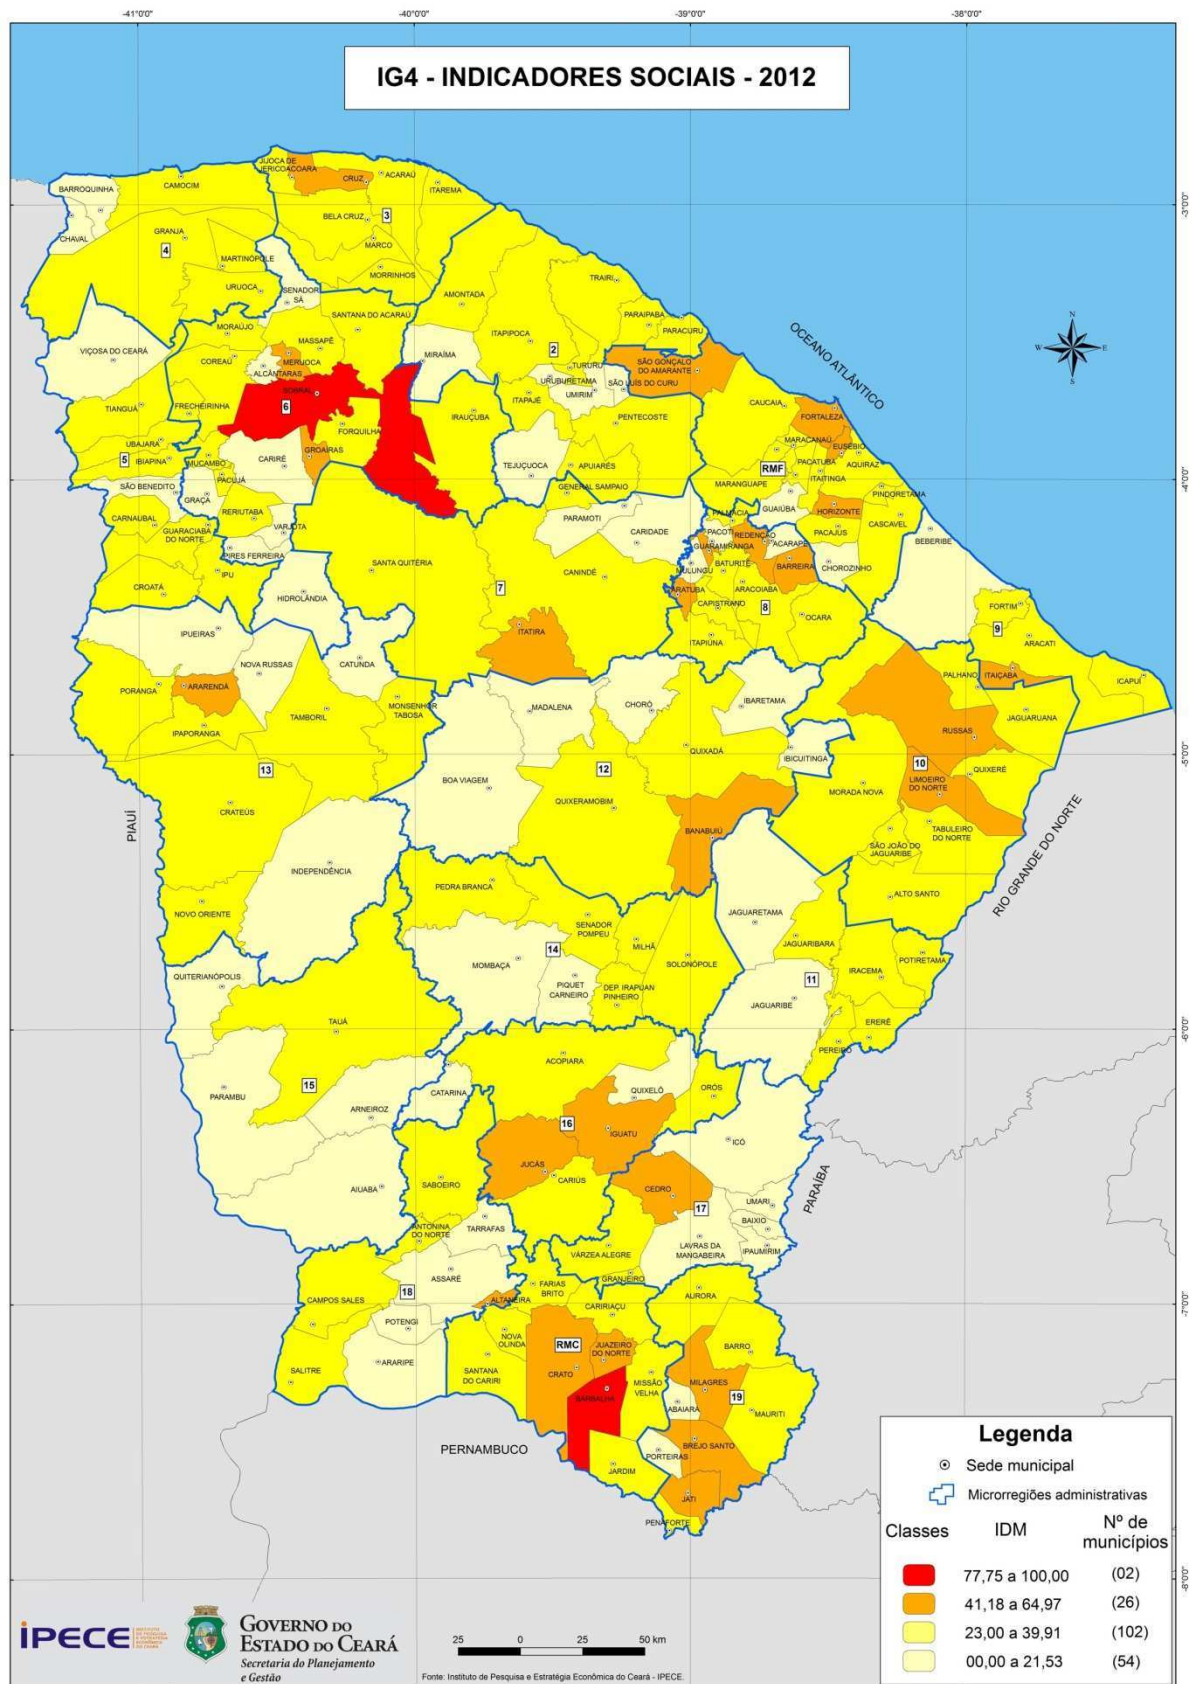 -41°0'0"
-40°0'0"
-39°0'0"
-38°0'0"
IG4 - INDICADORES SOCIAIS - 2012
JIJOCA DE
JERICOACOARA
CRUZ
ACARAÚ
ITAREMA
BARROQUINHA
CAMOCIM
CHAVAL
BELA CRUZ
3
GRANJA
4
MARCO
MARTINÓPOLE
MORRINHOS
URUOCA
SENADOR
SÁ
AMONTADA
TRAIRI
SANTANA DO ACARAÚ
MORAÚJO
MASSAPÊ
ITAPIPOCA
PARAIPABA
PARACURU
OCEANO ATLÂNTICO
N
W
E
S
VIÇOSA DO CEARÁ
COREAÚ
MERUOCA
ALCÂNTARAS
MIRAÍMA
2
TURURU
SÃO GONÇALO
DO AMARANTE
URUBURETAMA
UMIRIM
SÃO LUÍS DO CURU
SOBRAL
6
ITAPAJÉ
TIANGUÁ
FRECHEIRINHA
IRAUÇUBA
PENTECOSTE
CAUCAIA
FORTALEZA
FORQUILHA
UBAJARA
GROAÍRAS
MARACANAÚ
EUSÉBIO
5
IBIAPINA
MUCAMBO
CARIRÉ
TEJUÇUOCA
APUIARÉS
RMF
PACATUBA
AQUIRAZ
ITAITINGA
PACUJÁ
SÃO BENEDITO
GRAÇA
GENERAL SAMPAIO
MARANGUAPE
GUAIÚBA
PINDORETAMA
HORIZONTE
CARNAUBAL
RERIUTABA
GUARACIABA
DO NORTE
VARJOTA
PARAMOTI
CARIDADE
PALMÁCIA
PACOTI
REDENÇÃO
ACARAPE
PACAJUS
CASCAVEL
BEBERIBE
PIRES FERREIRA
GUARAMIRANGA
MULUNGU
BATURITÉ
BARREIRA
CHOROZINHO
IPU
SANTA QUITÉRIA
CANINDÉ
7
CROATÁ
HIDROLÂNDIA
ARATUBA
ARACOIABA
CAPISTRANO
8
OCARA
FORTIM
9
ARACATI
IPUEIRAS
ITATIRA
ITAPIÚNA
NOVA RUSSAS
CATUNDA
PORANGA
ARARENDÁ
MONSENHOR
TABOSA
TAMBORIL
IPAPORANGA
MADALENA
CHORÓ
IBARETAMA
PALHANO
ITAIÇABA
ICAPUÍ
JAGUARUANA
RUSSAS
QUIXADÁ
IBICUITINGA
13
12
10
BOA VIAGEM
QUIXERAMOBIM
MORADA NOVA
LIMOEIRO
DO NORTE
QUIXERÉ
CRATEÚS
PIAUÍ
BANABUIÚ
TABULEIRO
DO NORTE
SÃO JOÃO DO
JAGUARIBE
RIO GRANDE DO NORTE
INDEPENDÊNCIA
PEDRA BRANCA
ALTO SANTO
NOVO ORIENTE
SENADOR
POMPEU
JAGUARETAMA
14
MILHÃ
JAGUARIBARA
MOMBAÇA
SOLONÓPOLE
POTIRETAMA
QUITERIANÓPOLIS
PIQUET
CARNEIRO
DEP. IRAPUAN
PINHEIRO
IRACEMA
11
JAGUARIBE
TAUÁ
ERERÊ
PEREIRO
ACOPIARA
15
PARAMBU
CATARINA
QUIXELÔ
ORÓS
ARNEIROZ
16
IGUATU
ICÓ
JUCÁS
CARIÚS
AIUABA
SABOEIRO
CEDRO
PARAÍBA
17
UMARI
BAIXIO
ANTONINA
DO NORTE
TARRAFAS
LAVRAS DA
MANGABEIRA
IPAUMIRIM
VÁRZEA ALEGRE
ASSARÉ
GRANJEIRO
18
ALTANEIRA
FARIAS
BRITO
AURORA
CAMPOS SALES
CARIRIAÇU
POTENGI
NOVA
OLINDA
RMC
JUAZEIRO
DO NORTE
BARRO
ARARIPE
SALITRE
SANTANA
DO CARIRI
CRATO
MISSÃO
VELHA
MILAGRES
19
BARBALHA
ABAIARA
MAURITI
PERNAMBUCO
BREJO SANTO
PORTEIRAS
JARDIM
JATI
PENAFORTE
-3°0'0"
-4°0'0"
-5°0'0"
-6°0'0"
-7°0'0"
-8°0'0"
Legenda
Sede municipal
Microrregiões administrativas
Classes IDM Nº de
municípios
77,75 a 100,00 (02)
41,18 a 64,97 (26)
23,00 a 39,91 (102)
00,00 a 21,53 (54)
IPECE
GOVERNO DO
ESTADO DO CEARÁ
Secretaria do Planejamento
e Gestão
25 0 25 50 km
Fonte: Instituto de Pesquisa e Estratégia Econômica do Ceará - IPECE.